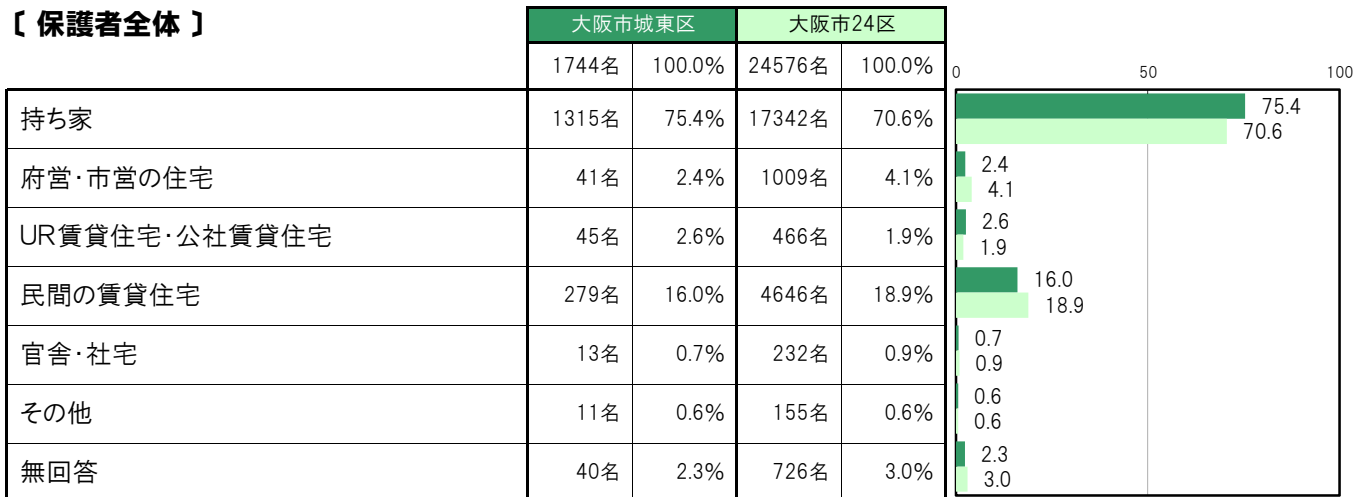 〔 保護者全体 〕
大阪市城東区 大阪市24区
1744名 100.0% 24576名 100.0%
0 50 100
持ち家 1315名 75.4% 17342名 70.6%
75.4
70.6
府営・市営の住宅 41名 2.4% 1009名 4.1%
2.4
4.1
UR賃貸住宅・公社賃貸住宅 45名 2.6% 466名 1.9%
2.6
1.9
民間の賃貸住宅 279名 16.0% 4646名 18.9%
16.0
18.9
官舎・社宅 13名 0.7% 232名 0.9%
0.7
0.9
その他 11名 0.6% 155名 0.6%
0.6
0.6
無回答 40名 2.3% 726名 3.0%
2.3
3.0